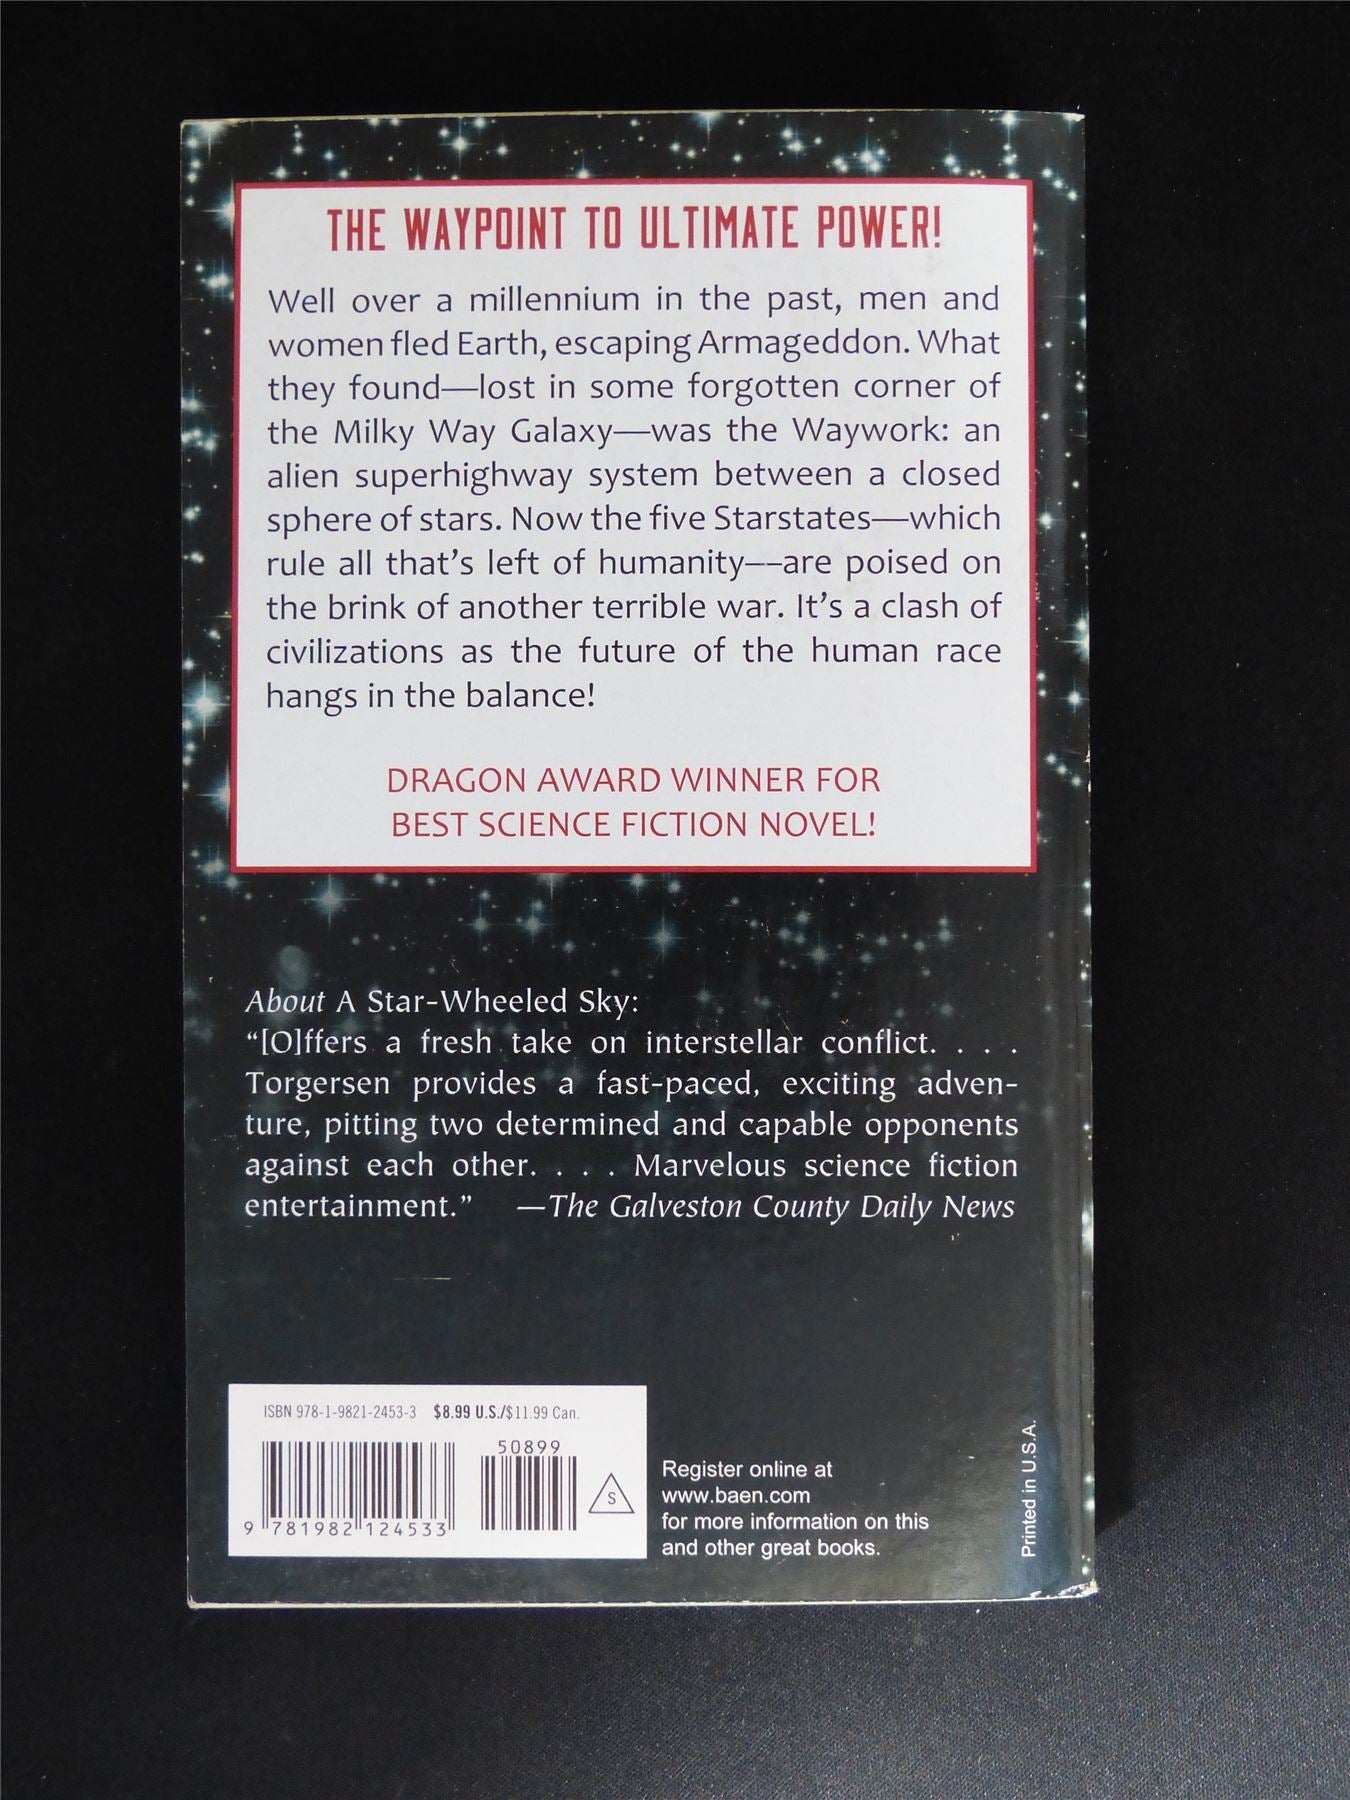 THE WAYPOINT TO ULTIMATE POWER!
Well over a millennium in the past, men and
women fled Earth, escaping Armageddon. What
they found—lost in some forgotten corner of
the Milky Way Galaxy—was the Waywork: an
alien superhighway system between a closed
sphere of stars. Now the five Starstates—which
rule all that's left of humanity—are poised on
the brink of another terrible war. It's a clash of
civilizations as the future of the human race
hangs in the balance!
DRAGON AWARD WINNER FOR
BEST SCIENCE FICTION NOVEL!
About A Star-Wheeled Sky:
“[O]ffers a fresh take on interstellar conflict. . . .
Torgersen provides a fast-paced, exciting adven-
ture, pitting two determined and capable opponents
against each other. . . . Marvelous science fiction
entertainment.” —The Galveston County Daily News
ISBN 978-1-9821-2453-3 $8.99 U.S./$11.99 Can.
50899
9 781982 124533
S
Register online at
www.baen.com
for more information on this
and other great books.
Printed in U.S.A.